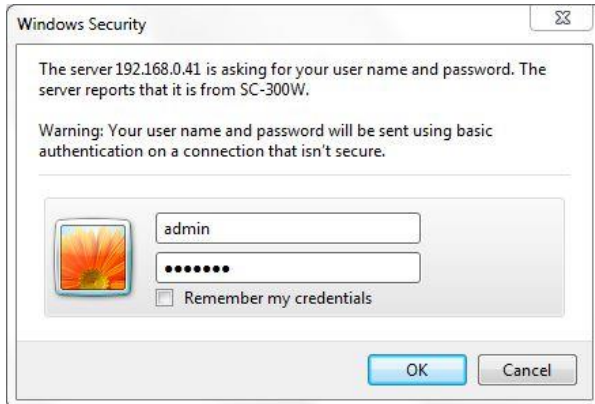 Windows Security
The server 192.168.0.41 is asking for your user name and password. The
server reports that it is from SC-300W.
Warning: Your user name and password will be sent using basic
authentication on a connection that isn't secure.
admin
●●●●●●●
Remember my credentials
OK
Cancel